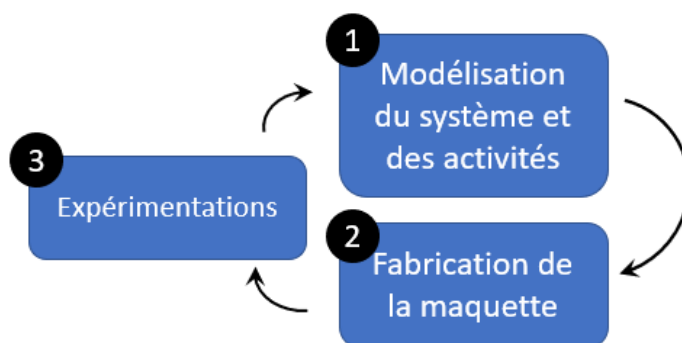 1
Modélisation
du système et
des activités
3
Expérimentations
2
Fabrication de
la maquette